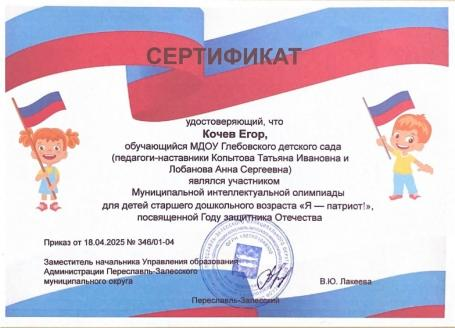 СЕРТИФИКАТ
удостоверяющий, что
Кочев Егор,
обучающийся МДОУ Глебовского детского сада
(педагоги-наставники Копытова Татьяна Ивановна и
Лобанова Анна Сергеевна)
являлся участником
Муниципальной интеллектуальной олимпиады
для детей старшего дошкольного возраста «Я — патриот!»,
посвященной Году защитника Отечества
Приказ от 18.04.2025 № 346/01-04
Заместитель начальника Управления образования
Администрации Переславль-Залесского
муниципального округа
В.Ю. Лакеева
Переславль-Залесский